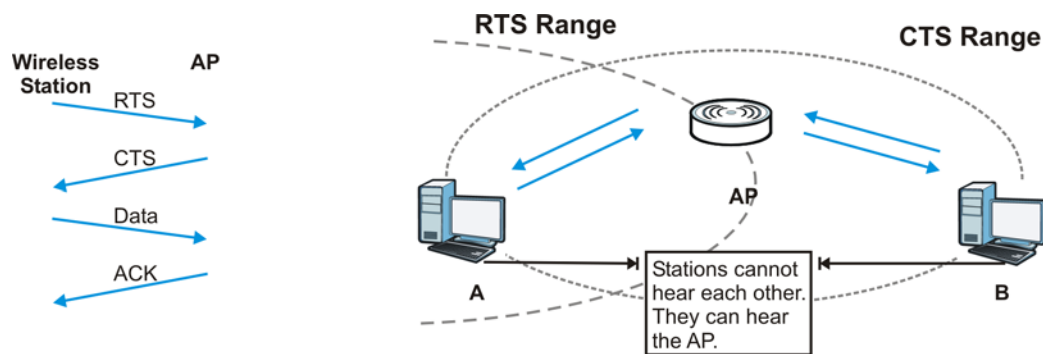 Wireless
Station
AP
RTS
CTS
Data
ACK
RTS Range
CTS Range
AP
A
B
Stations cannot
hear each other.
They can hear
the AP.